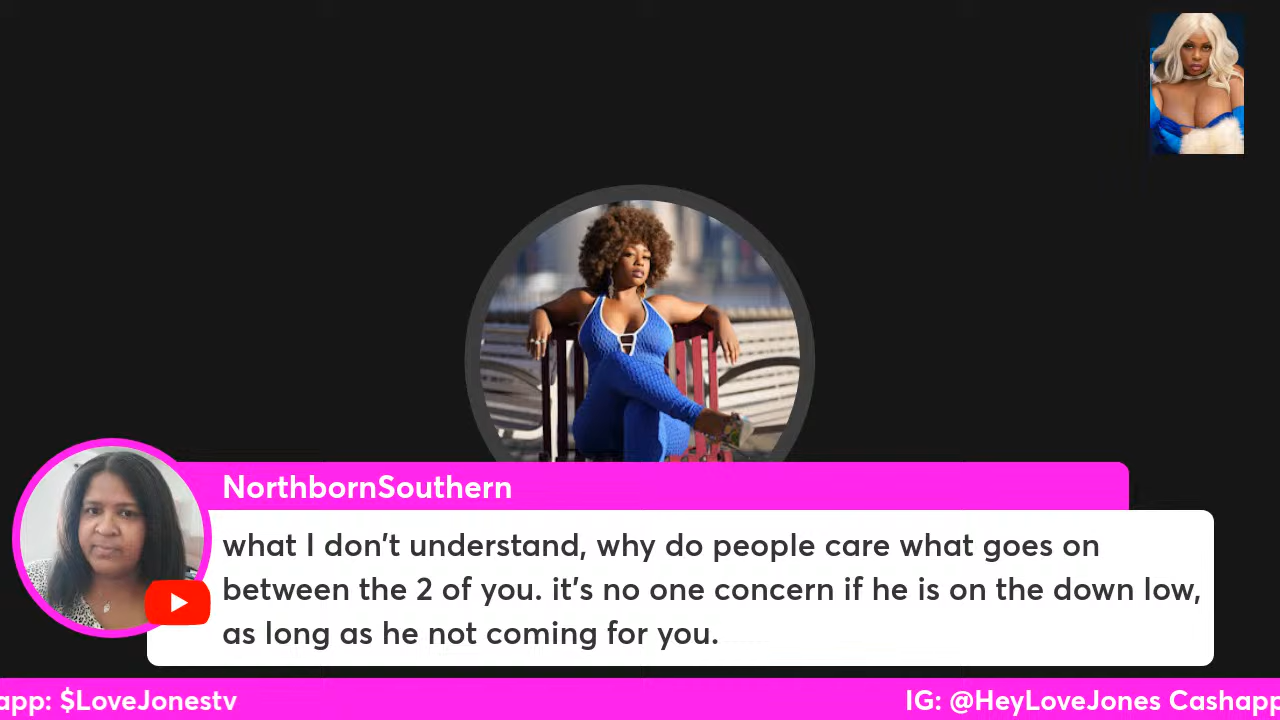 NorthbornSouthern
what I don't understand, why do people care what goes on
between the 2 of you. it's no one concern if he is on the down low,
as long as he not coming for you.
app: $LoveJonestv
IG: @HeyLoveJones Cashapp